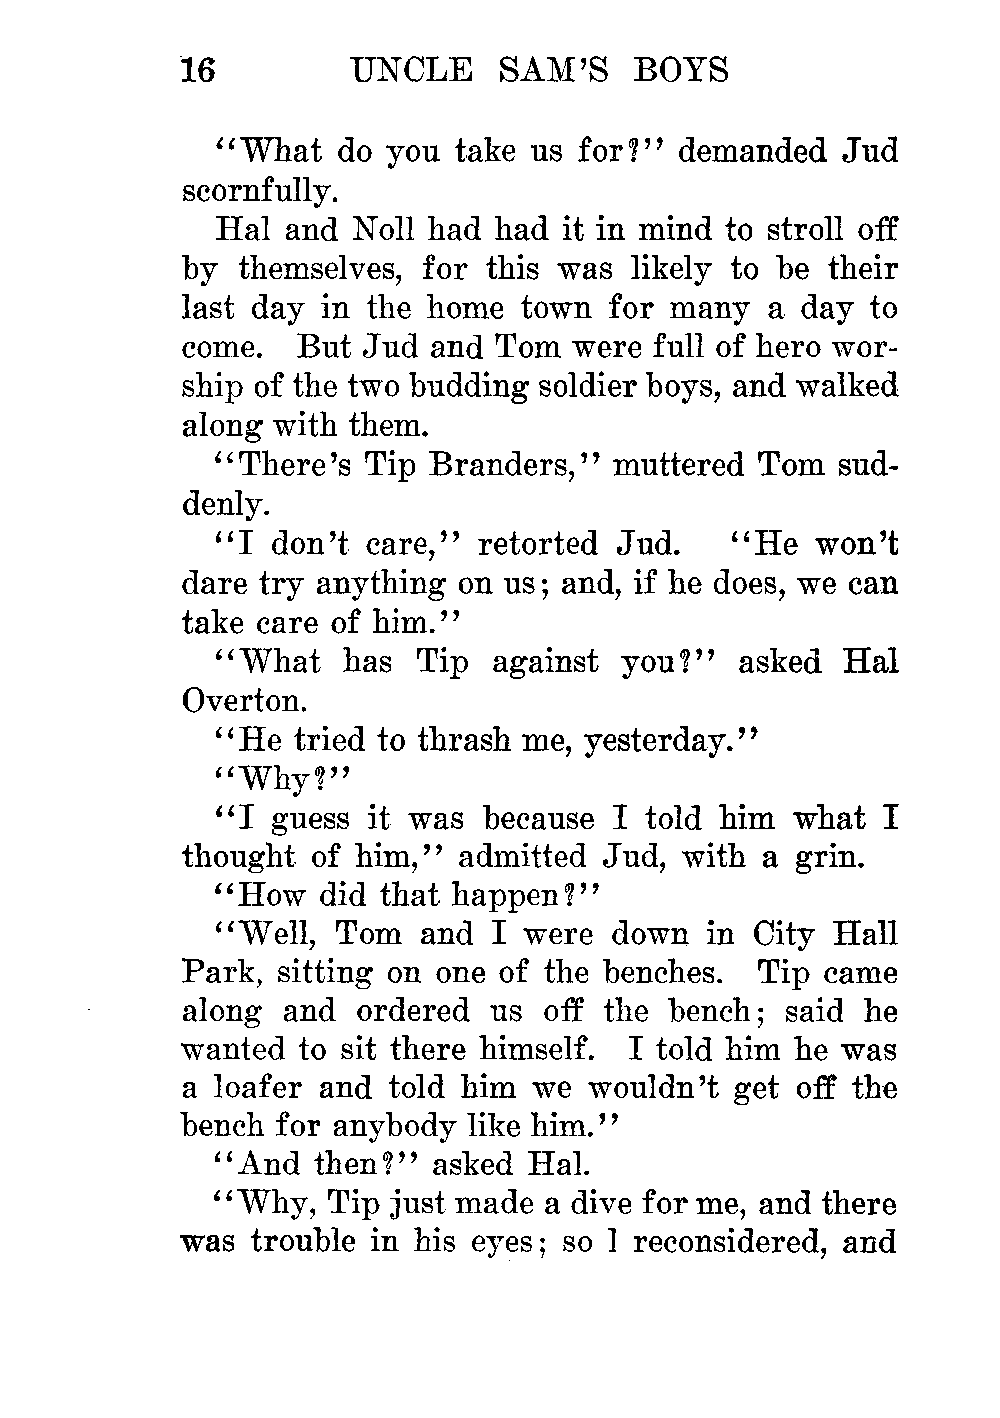 16 UNCLE SAM'S BOYS
“What do you take us for?” demanded Jud
scornfully.
Hal and Noll had had it in mind to stroll off
by themselves, for this was likely to be their
last day in the home town for many a day to
come. But Jud and Tom were full of hero wor-
ship of the two budding soldier boys, and walked
along with them.
“There's Tip Branders,” muttered Tom sud-
denly.
“I don't care,” retorted Jud. “He won't
dare try anything on us; and, if he does, we can
take care of him.”
“What has Tip against you?” asked Hal
Overton.
“He tried to thrash me, yesterday.”
“Why?”
“I guess it was because I told him what I
thought of him,” admitted Jud, with a grin.
“How did that happen?”
“Well, Tom and I were down in City Hall
Park, sitting on one of the benches. Tip came
along and ordered us off the bench; said he
wanted to sit there himself. I told him he was
a loafer and told him we wouldn't get off the
bench for anybody like him.”
“And then?” asked Hal.
“Why, Tip just made a dive for me, and there
was trouble in his eyes; so I reconsidered, and